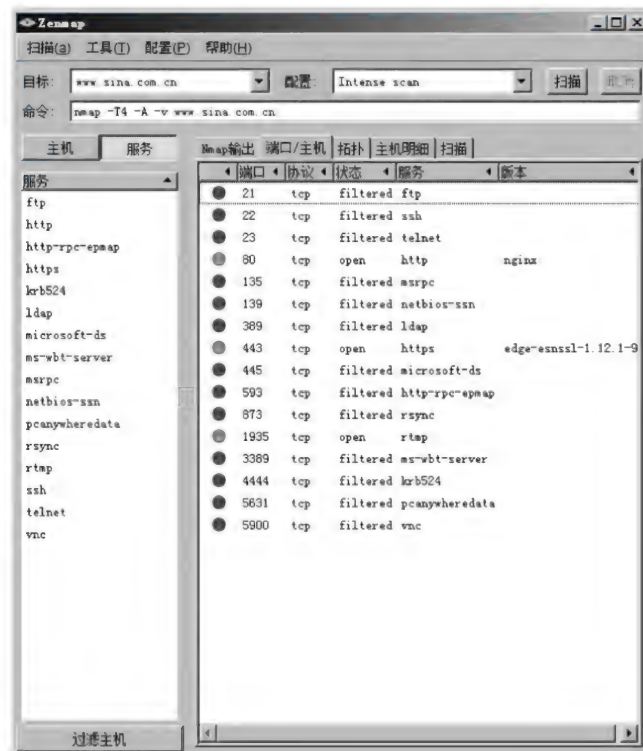 Zenmap
扫描(a) 工具(T) 配置(P) 帮助(H)
目标: www.sina.com.cn 配置: Intense scan 扫描
命令: nmap -T4 -A -v www.sina.com.cn
主机 服务
Nmap输出 端口/主机 拓扑 主机明细 扫描
服务
ftp
http
http-rpc-epmap
https
krb524
ldap
microsoft-ds
ms-wbt-server
msrpc
netbios-ssn
pcanywheredata
rsync
rtmp
ssh
telnet
vnc
过滤主机
端口 协议 状态 服务 版本
21 tcp filtered ftp
22 tcp filtered ssh
23 tcp filtered telnet
80 tcp open http nginx
135 tcp filtered msrpc
139 tcp filtered netbios-ssn
389 tcp filtered ldap
443 tcp open https edge-esnssl-1.12.1-9
445 tcp filtered microsoft-ds
593 tcp filtered http-rpc-epmap
873 tcp filtered rsync
1935 tcp open rtmp
3389 tcp filtered ms-wbt-server
4444 tcp filtered krb524
5631 tcp filtered pcanywheredata
5900 tcp filtered vnc